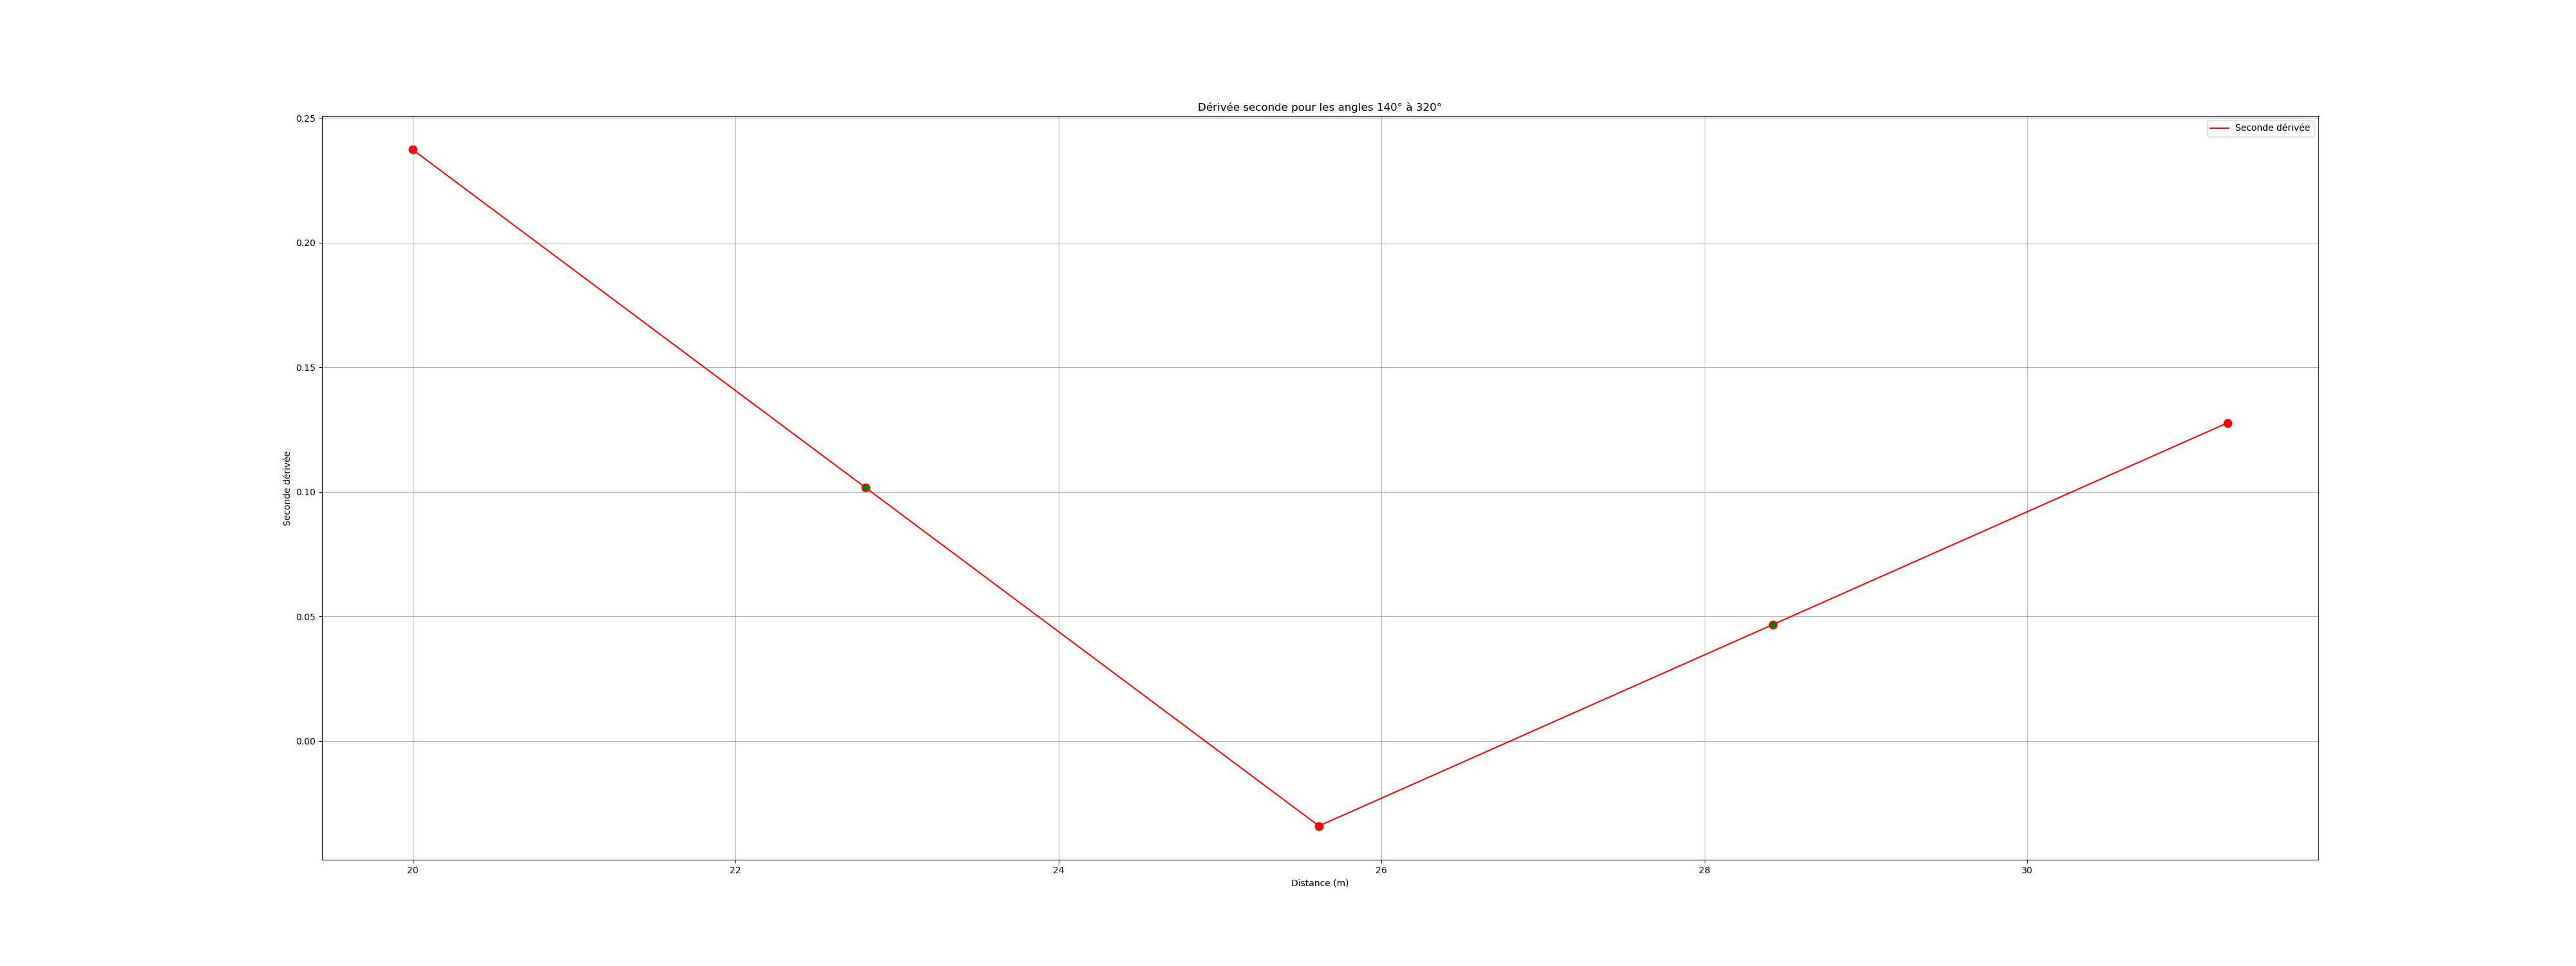 Dérivée seconde pour les angles 140° à 320°
Seconde dérivée
0.25
0.20
0.15
0.10
0.05
0.00
Seconde dérivée
20 22 24 26 28 30
Distance (m)